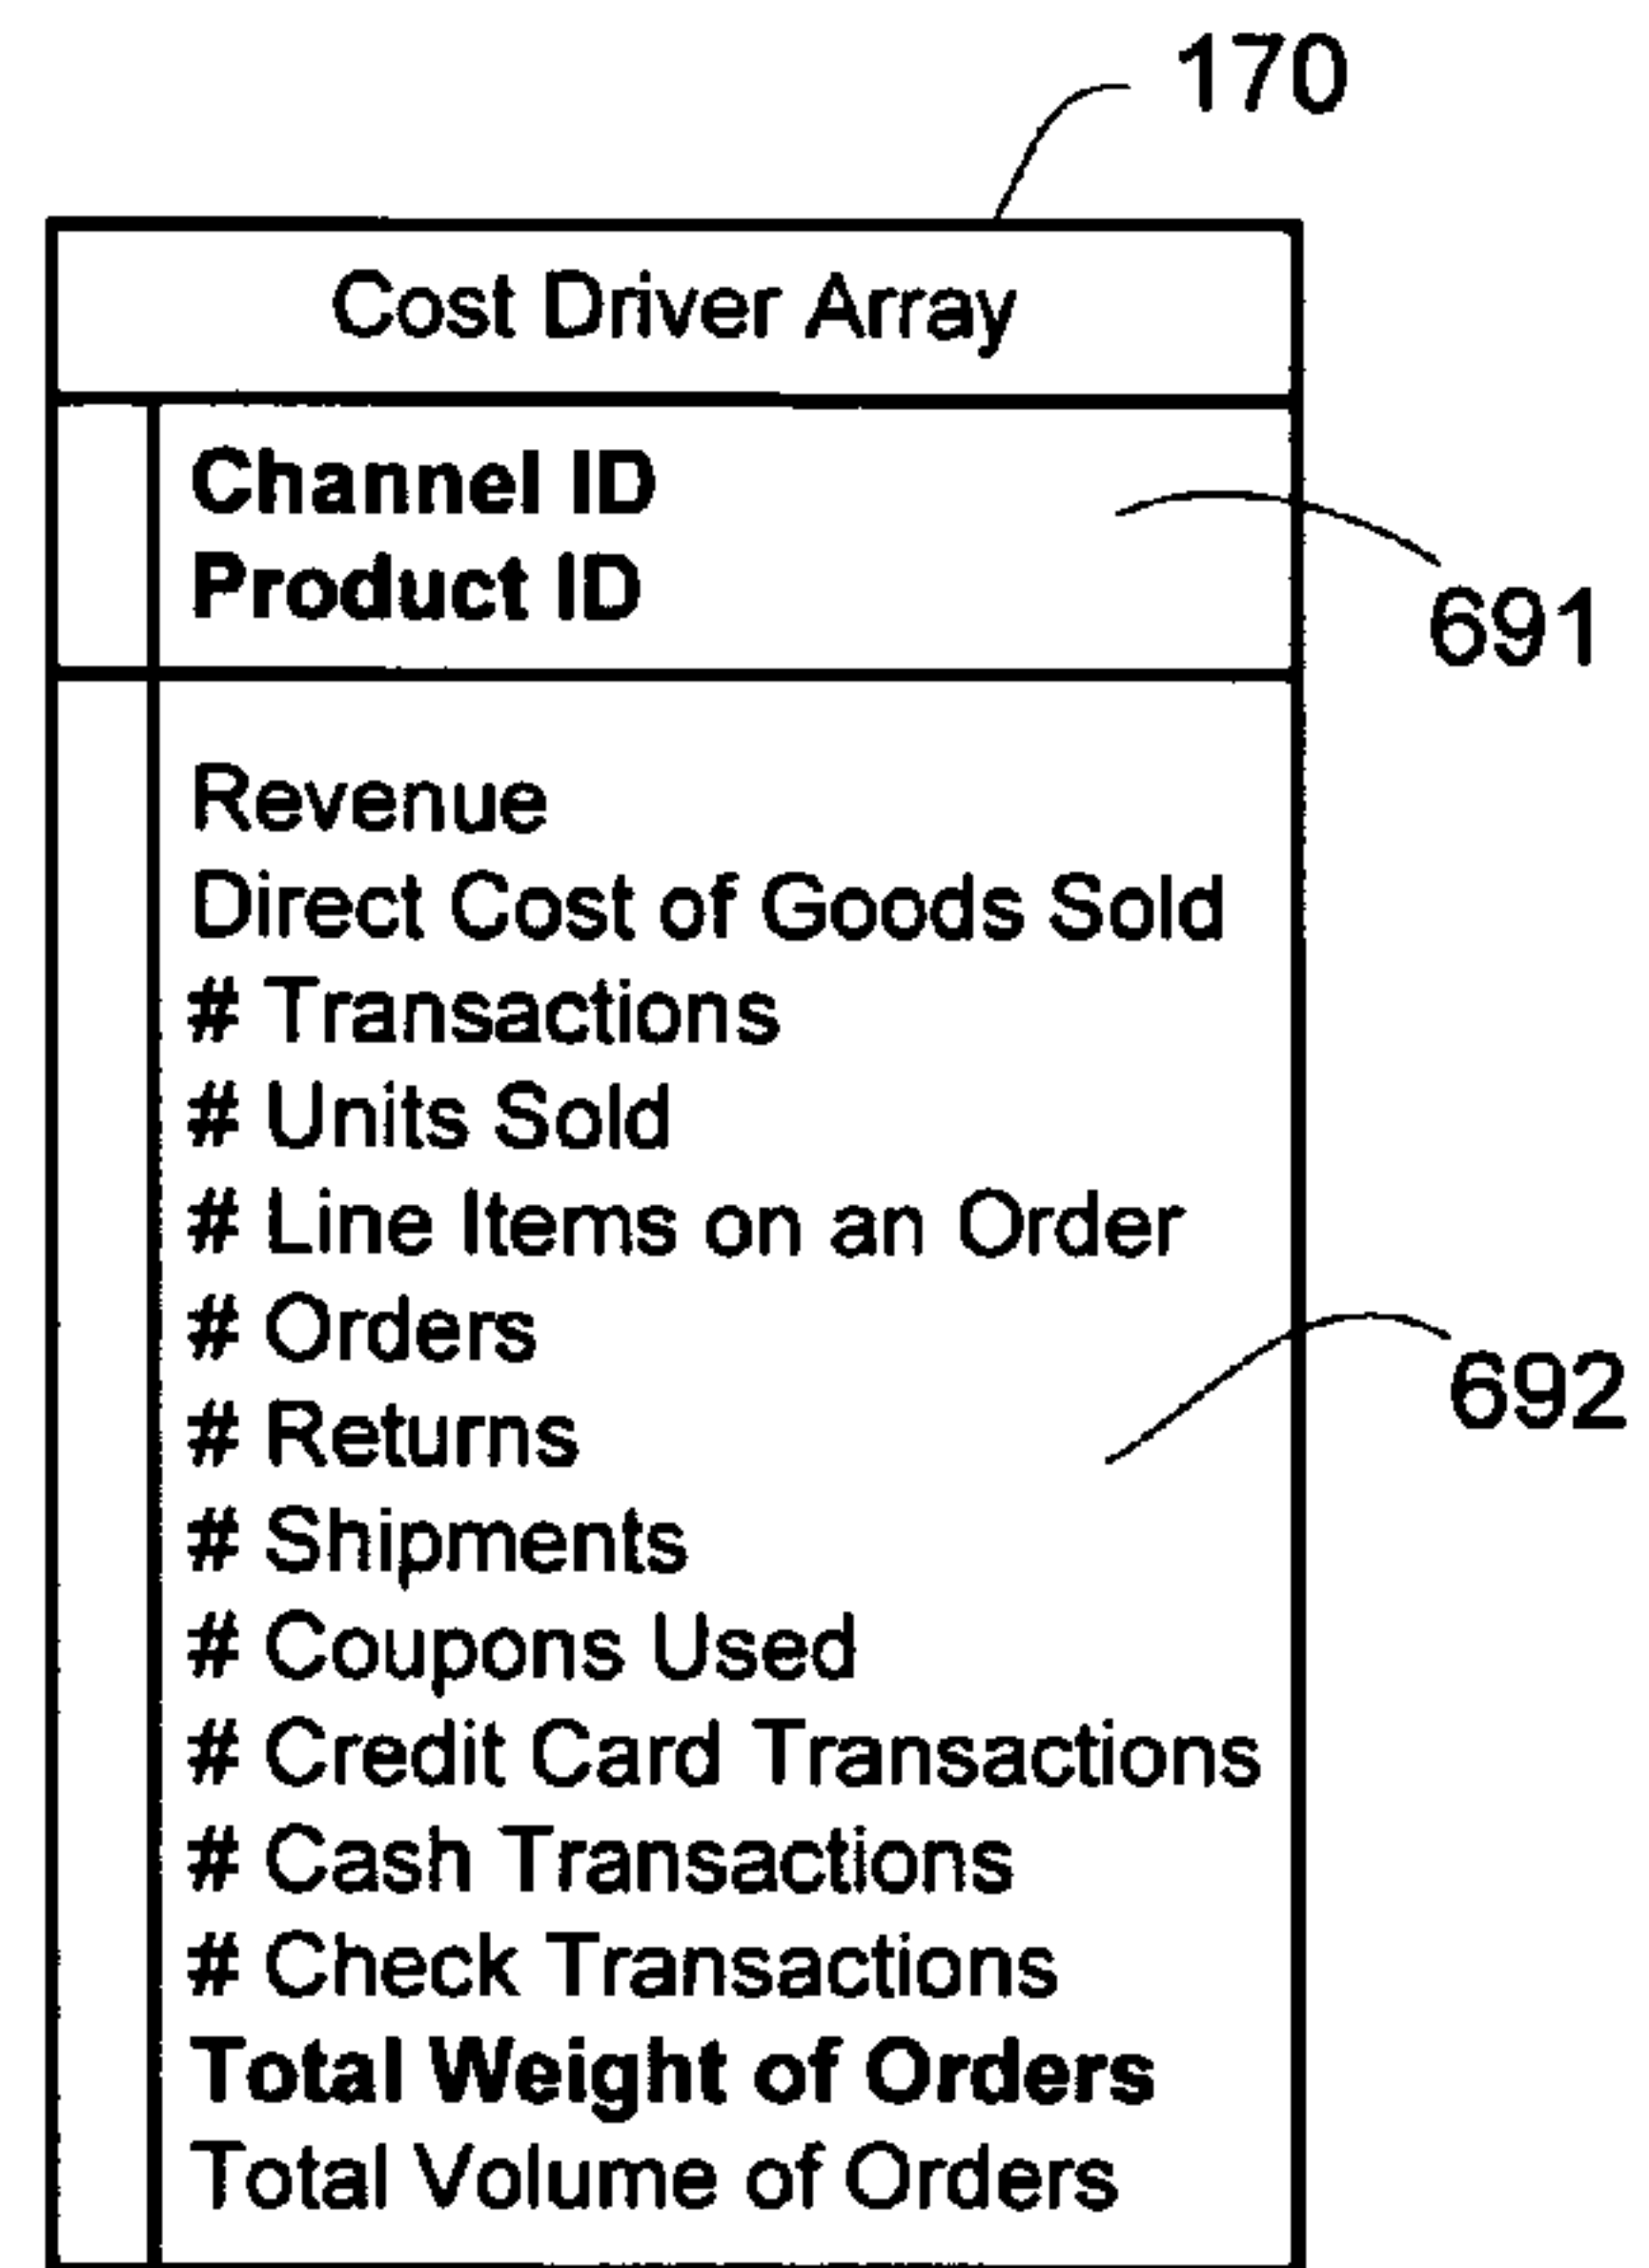 170
Cost Driver Array
Channel ID
Product ID
691
Revenue
Direct Cost of Goods Sold
# Transactions
# Units Sold
# Line Items on an Order
# Orders
# Returns
692
# Shipments
# Coupons Used
# Credit Card Transactions
# Cash Transactions
# Check Transactions
Total Weight of Orders
Total Volume of Orders